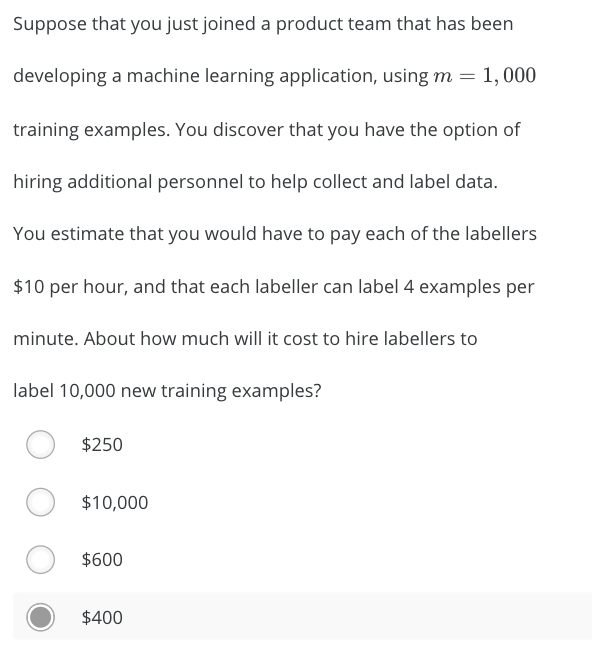 Suppose that you just joined a product team that has been
developing a machine learning application, using m = 1, 000
training examples. You discover that you have the option of
hiring additional personnel to help collect and label data.
You estimate that you would have to pay each of the labellers
$10 per hour, and that each labeller can label 4 examples per
minute. About how much will it cost to hire labellers to
label 10,000 new training examples?
$250
$10,000
$600
$400